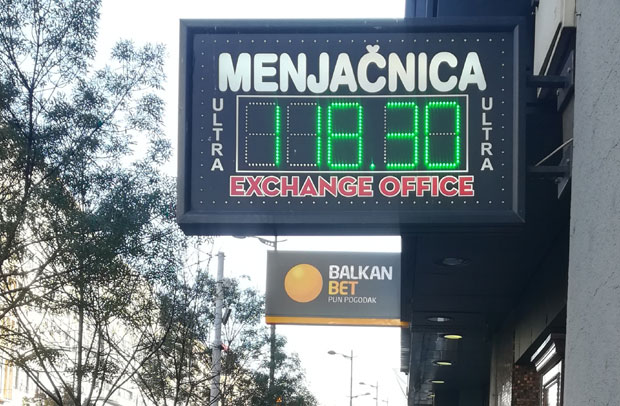 MENJAČNICA
ULTRA
118.30
ULTRA
EXCHANGE OFFICE
BALKAN
BET
PUN POGODAK